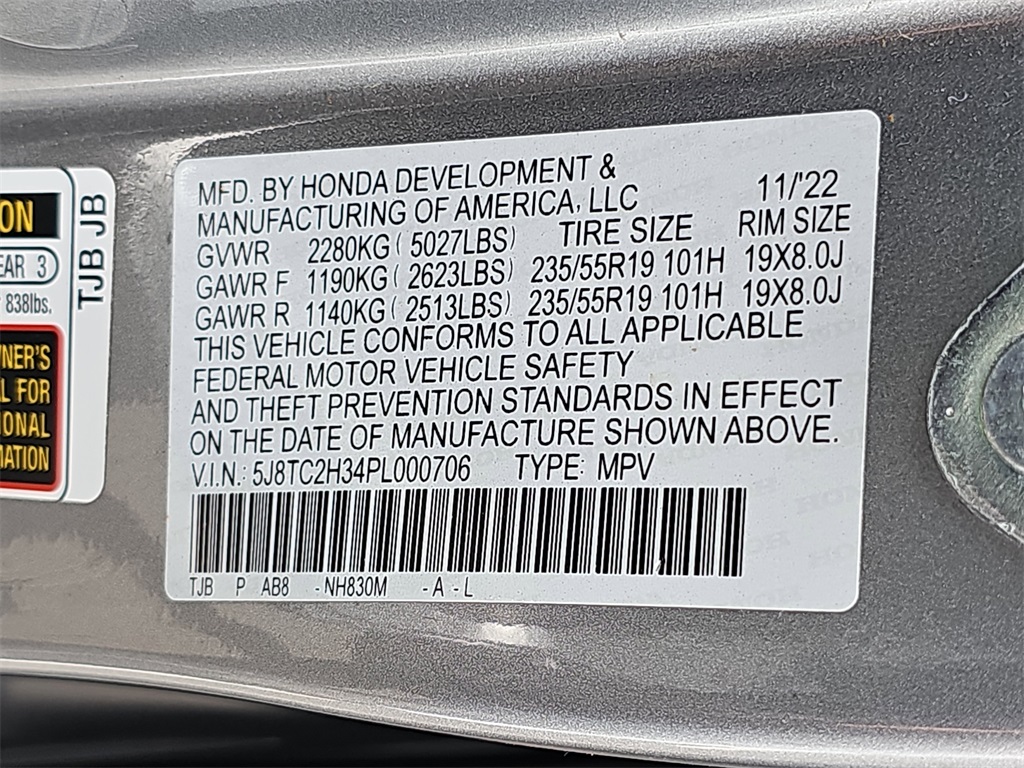 MFD. BY HONDA DEVELOPMENT &
MANUFACTURING OF AMERICA, LLC 11/'22
GVWR 2280KG ( 5027LBS) TIRE SIZE RIM SIZE
GAWR F 1190KG ( 2623LBS) 235/55R19 101H 19X8.0J
GAWR R 1140KG ( 2513LBS) 235/55R19 101H 19X8.0J
THIS VEHICLE CONFORMS TO ALL APPLICABLE
FEDERAL MOTOR VEHICLE SAFETY
AND THEFT PREVENTION STANDARDS IN EFFECT
ON THE DATE OF MANUFACTURE SHOWN ABOVE.
V.I.N.: 5J8TC2H34PL000706 TYPE: MPV
TJB P AB8 -NH830M -A -L
ON
EAR 3
838lbs.
NER'S
L FOR
IONAL
MATION
TJB JB